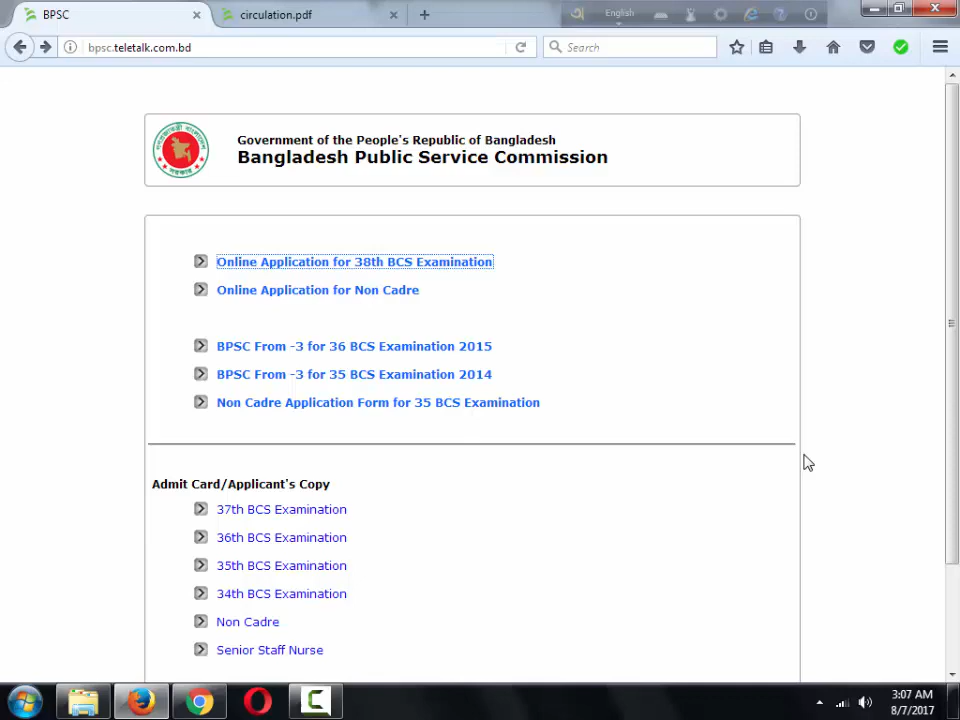 BPSC
circulation.pdf
English
bpsc.teletalk.com.bd
Search
Government of the People's Republic of Bangladesh
Bangladesh Public Service Commission
Online Application for 38th BCS Examination
Online Application for Non Cadre
BPSC From -3 for 36 BCS Examination 2015
BPSC From -3 for 35 BCS Examination 2014
Non Cadre Application Form for 35 BCS Examination
Admit Card/Applicant's Copy
37th BCS Examination
36th BCS Examination
35th BCS Examination
34th BCS Examination
Non Cadre
Senior Staff Nurse
3:07 AM
8/7/2017